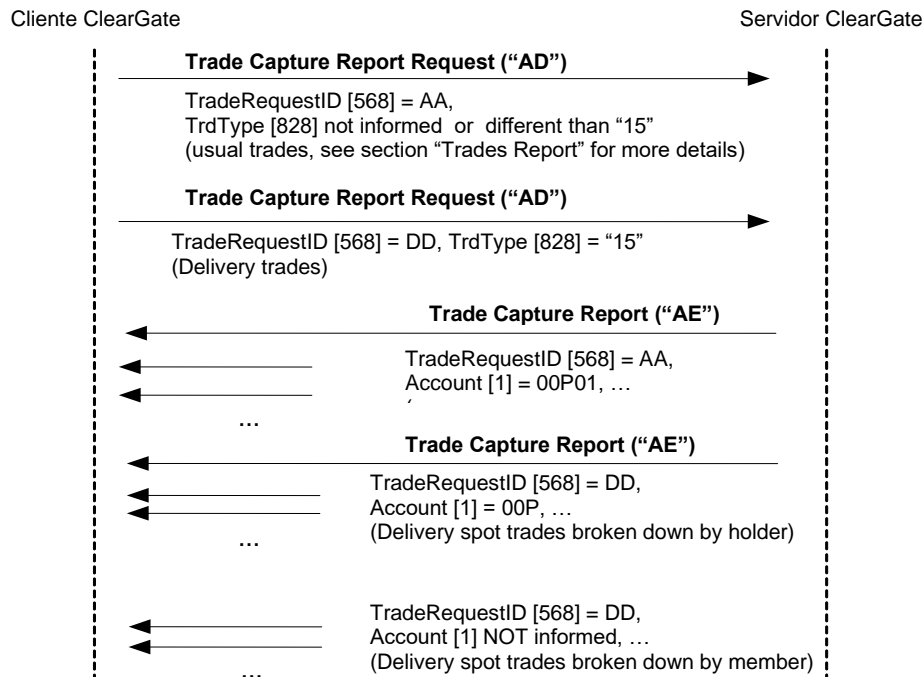 Cliente ClearGate
Servidor ClearGate
Trade Capture Report Request (“AD”)
TradeRequestID [568] = AA,
TrdType [828] not informed or different than “15”
(usual trades, see section “Trades Report” for more details)
Trade Capture Report Request (“AD”)
TradeRequestID [568] = DD, TrdType [828] = “15”
(Delivery trades)
Trade Capture Report (“AE”)
TradeRequestID [568] = AA,
Account [1] = 00P01, …
…
Trade Capture Report (“AE”)
TradeRequestID [568] = DD,
Account [1] = 00P, …
(Delivery spot trades broken down by holder)
…
TradeRequestID [568] = DD,
Account [1] NOT informed, …
(Delivery spot trades broken down by member)
…